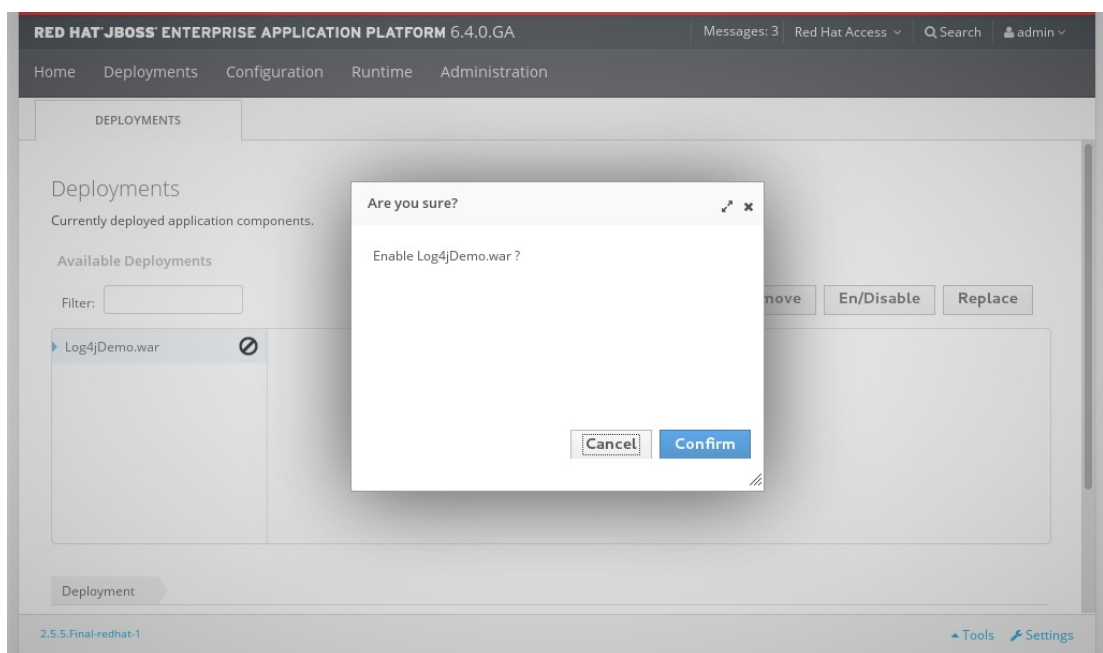 RED HAT JBOSS ENTERPRISE APPLICATION PLATFORM 6.4.0.GA Messages: 3 Red Hat Access Search admin
Home Deployments Configuration Runtime Administration
DEPLOYMENTS
Deployments
Currently deployed application components.
Available Deployments
Filter:
En/Disable Replace
Log4jDemo.war
Are you sure?
Enable Log4jDemo.war ?
Cancel Confirm
Deployment
2.5.5.Final-redhat-1 Tools Settings